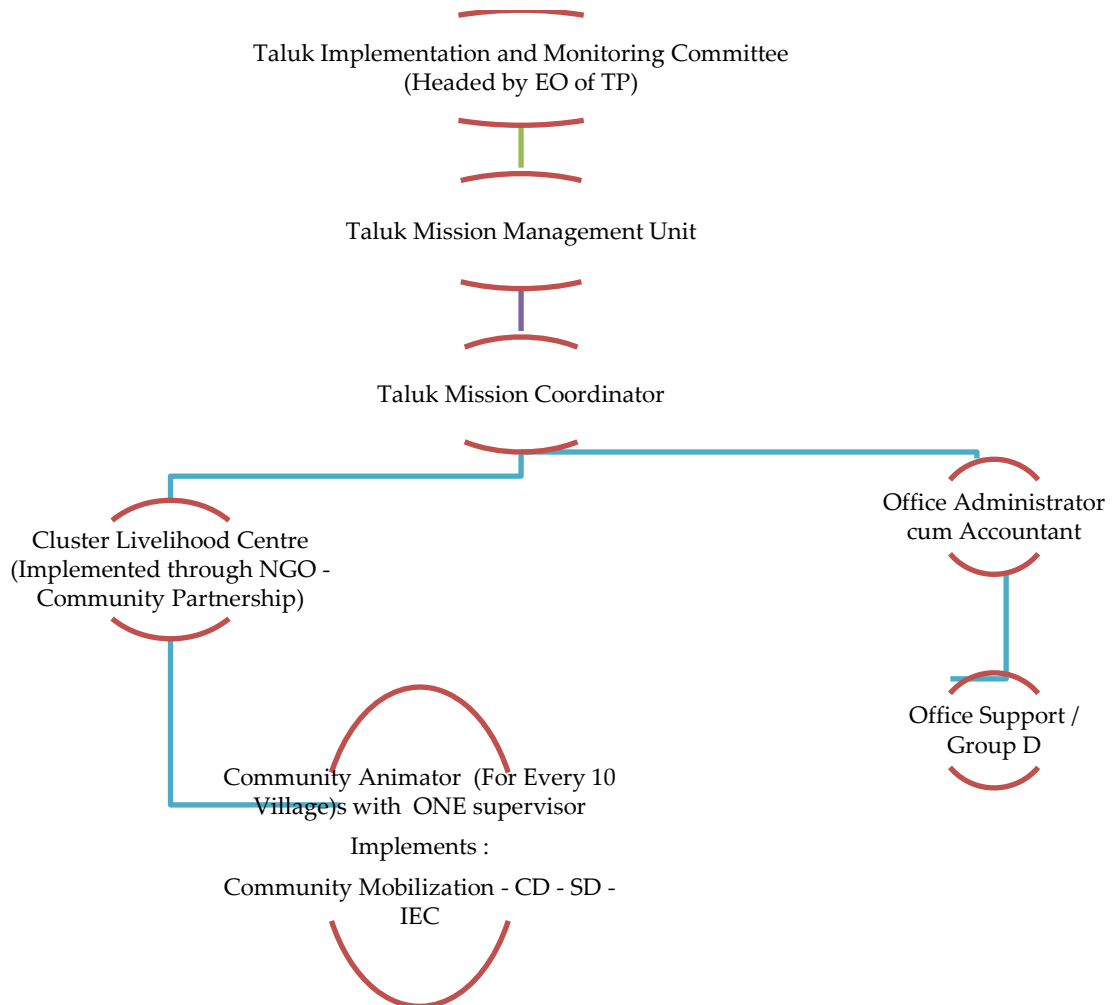 Taluk Implementation and Monitoring Committee
(Headed by EO of TP)
Taluk Mission Management Unit
Taluk Mission Coordinator
Cluster Livelihood Centre
(Implemented through NGO -
Community Partnership)
Office Administrator
cum Accountant
Office Support /
Group D
Community Animator  (For Every 10
Village)s with  ONE supervisor
Implements :
Community Mobilization - CD - SD -
IEC